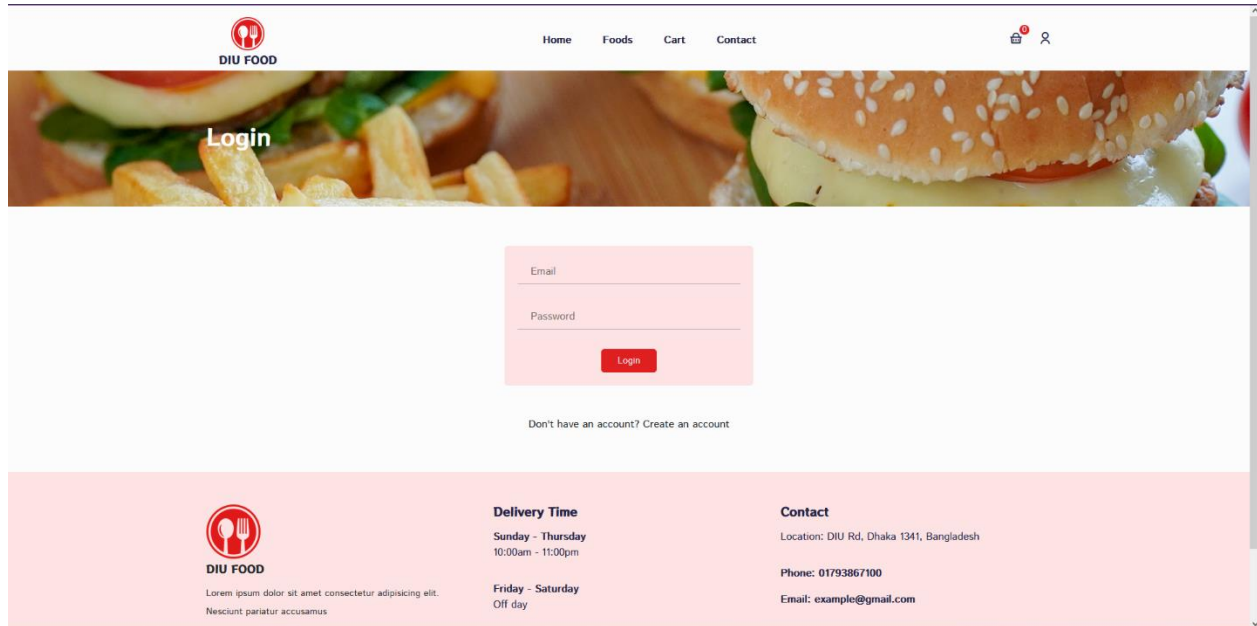 DIU FOOD
Home Foods Cart Contact
0
Login
Email
Password
Login
Don't have an account? Create an account
DIU FOOD
Lorem ipsum dolor sit amet consectetur adipisicing elit.
Nesciunt pariatur accusamus
Delivery Time
Sunday - Thursday
10:00am - 11:00pm
Friday - Saturday
Off day
Contact
Location: DIU Rd, Dhaka 1341, Bangladesh
Phone: 01793867100
Email: example@gmail.com